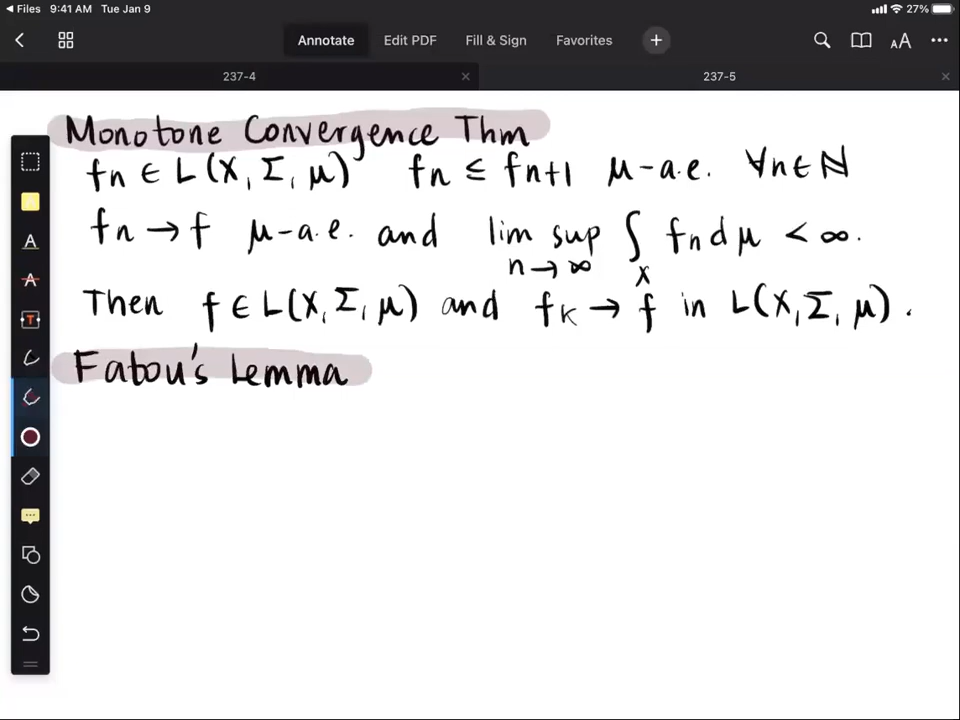 Files 9:41 AM Tue Jan 9 27%
Annotate Edit PDF Fill & Sign Favorites + AA
237-4 × 237-5 ×
Monotone Convergence Thm
fn ∈ L(X, Σ, μ) fn ≤ fn+1 μ-a.e. ∀n ∈ ℕ
fn → f μ-a.e. and lim sup n→∞ ∫X fn dμ < ∞.
Then f ∈ L(X, Σ, μ) and fk → f in L(X, Σ, μ).
Fatou's Lemma
A
A
T